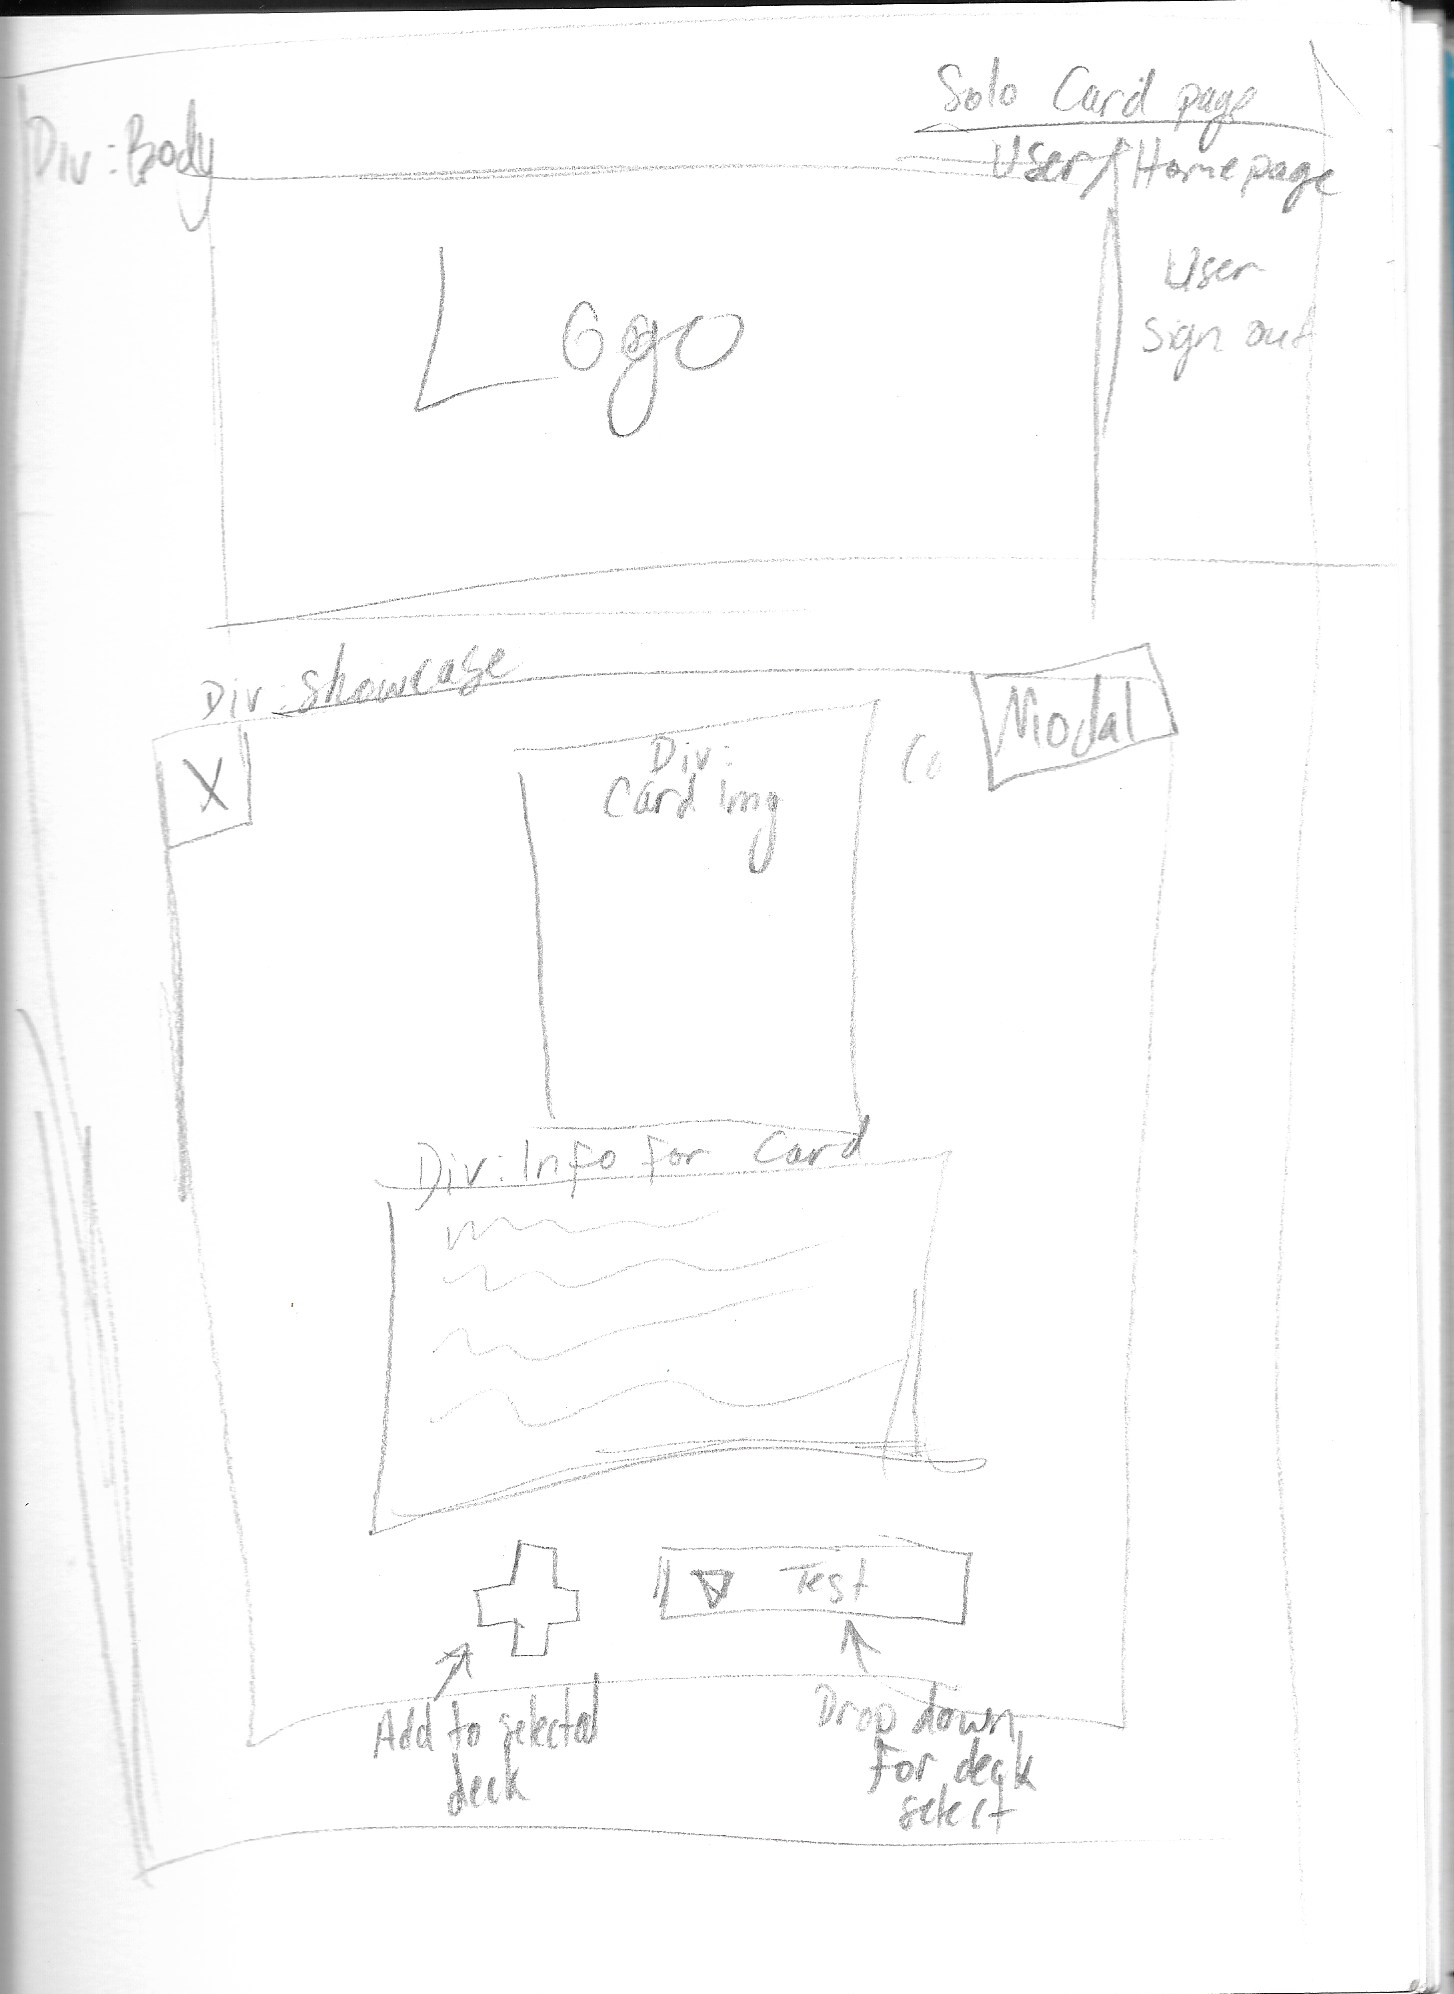 Solo Card page
User/Homepage
Div: Body
Logo
User
sign out
Div: Showcase
Modal
X
Div:
Card img
Co
Div: Info for Card
Test
Add to selected
deck
Drop down
for deck
select